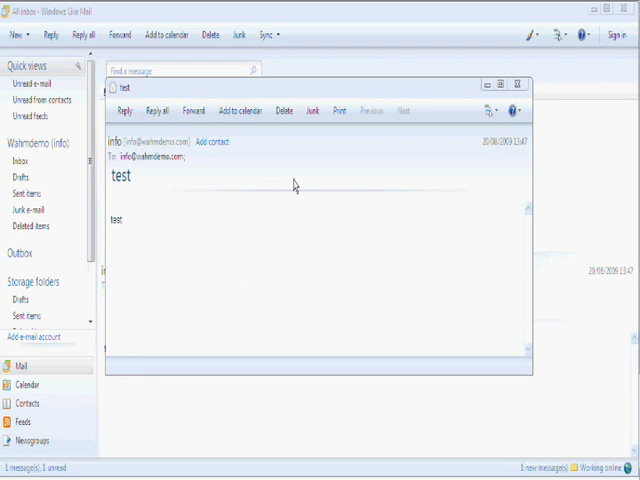 All inbox - Windows Live Mail
New Reply Reply all Forward Add to calendar Delete Junk Sync Sign in
Quick views
Unread e-mail
Unread from contacts
Unread feeds
Wahmdemo (info)
Inbox
Drafts
Sent items
Junk e-mail
Deleted items
Outbox
Storage folders
Drafts
Sent items
Add e-mail account
Mail
Calendar
Contacts
Feeds
Newsgroups
Find a message
test
Reply Reply all Forward Add to calendar Delete Junk Print Previous Next
info [info@wahmdemo.com] Add contact 20/08/2009 13:47
To: info@wahmdemo.com;
test
test
20/08/2009 13:47
1 message(s), 1 unread
1 new message(s) Working online